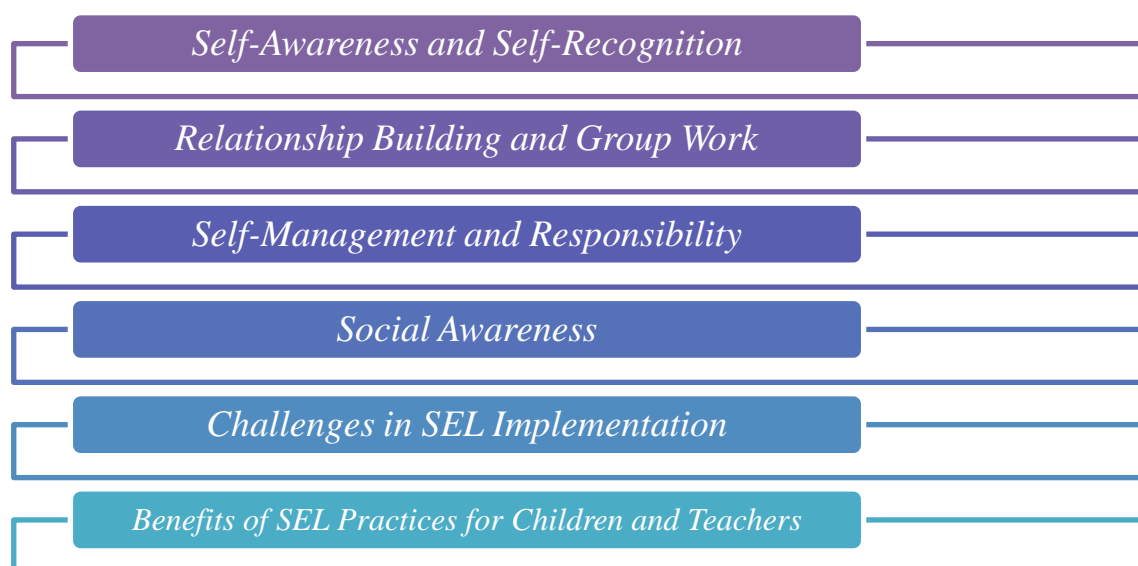 Self-Awareness and Self-Recognition
Relationship Building and Group Work
Self-Management and Responsibility
Social Awareness
Challenges in SEL Implementation
Benefits of SEL Practices for Children and Teachers